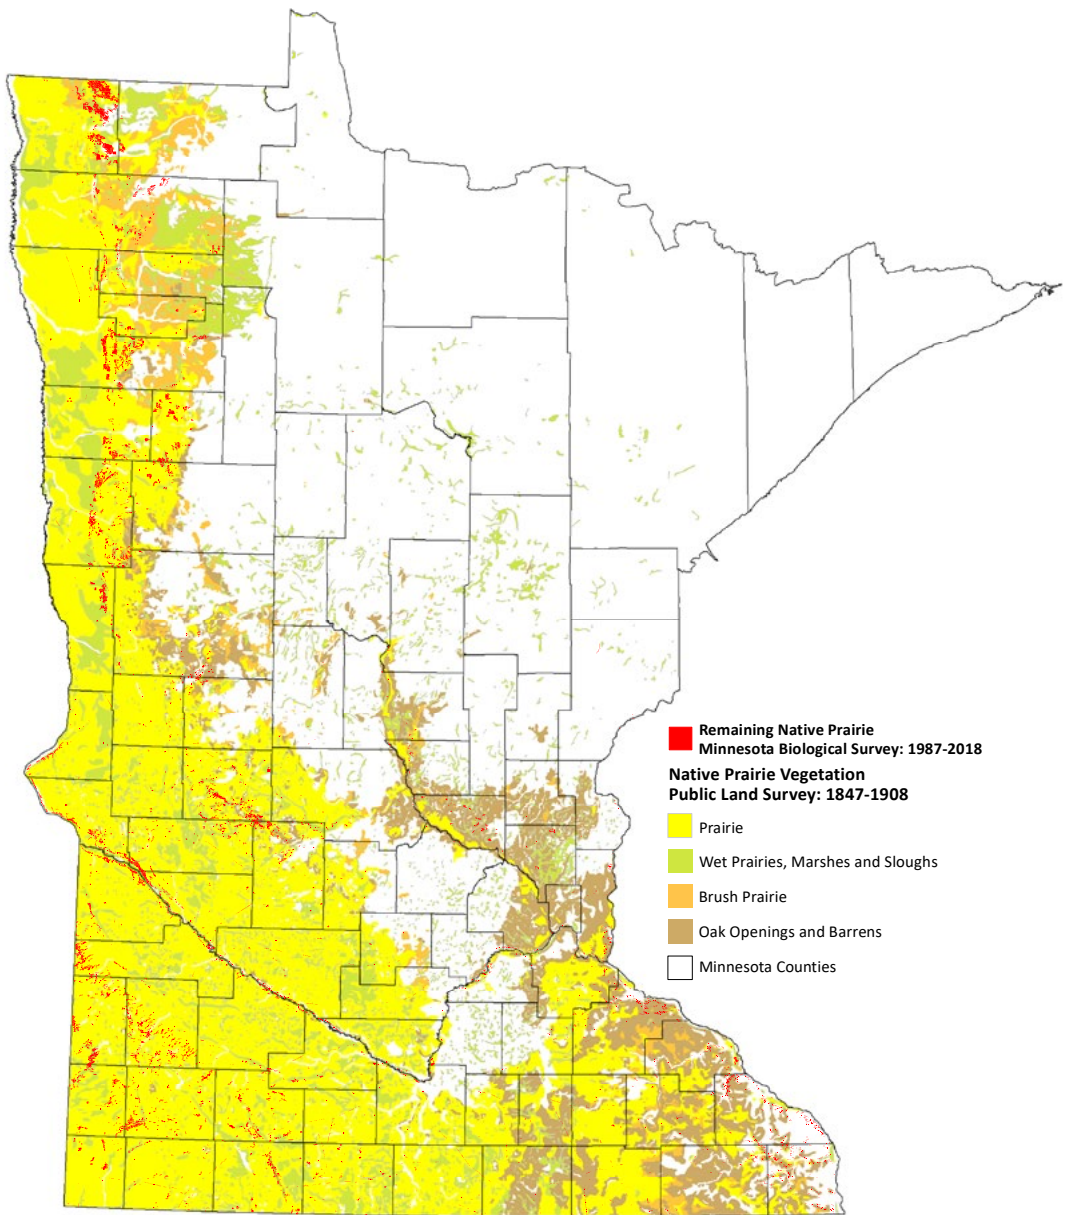 Remaining Native Prairie
Minnesota Biological Survey: 1987-2018
Native Prairie Vegetation
Public Land Survey: 1847-1908
Prairie
Wet Prairies, Marshes and Sloughs
Brush Prairie
Oak Openings and Barrens
Minnesota Counties